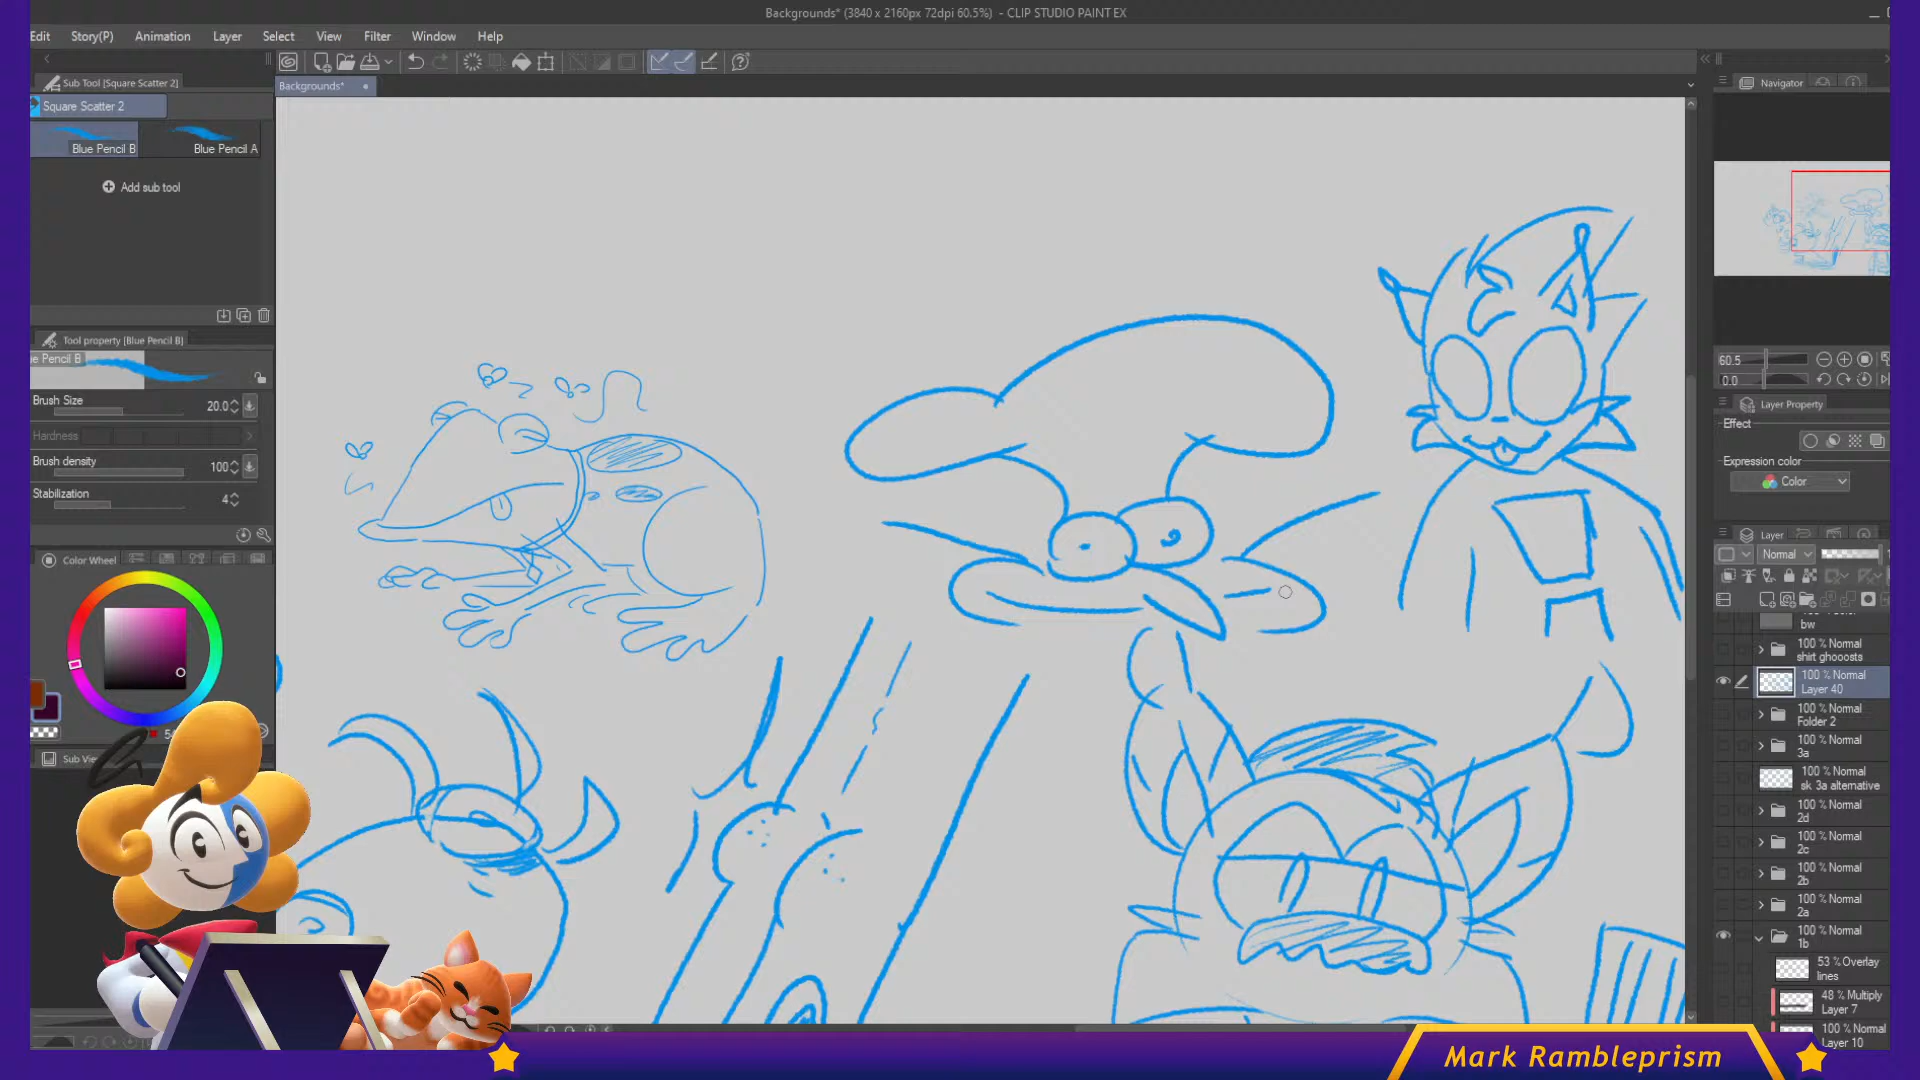 Backgrounds* (3840 x 2160px 72dpi 60.5%) - CLIP STUDIO PAINT EX
Edit Story(P) Animation Layer Select View Filter Window Help
Sub Tool [Square Scatter 2]
Square Scatter 2
Blue Pencil B
Blue Pencil A
Add sub tool
Tool property [Blue Pencil B]
Pencil B
Brush Size 20.0
Hardness
Brush density 100
Stabilization 4
Color Wheel
Backgrounds*
Navigator
60.5
0.0
Layer Property
Effect
Expression color
Color
Layer
Normal
bw
100 % Normal
shirt ghooosts
100 % Normal
Layer 40
100 % Normal
Folder 2
100 % Normal
3a
100 % Normal
sk 3a alternative
100 % Normal
2d
100 % Normal
2c
100 % Normal
2b
100 % Normal
2a
100 % Normal
1b
53 % Overlay
lines
48 % Multiply
Layer 7
100 % Normal
Layer 10
Mark Rambleprism